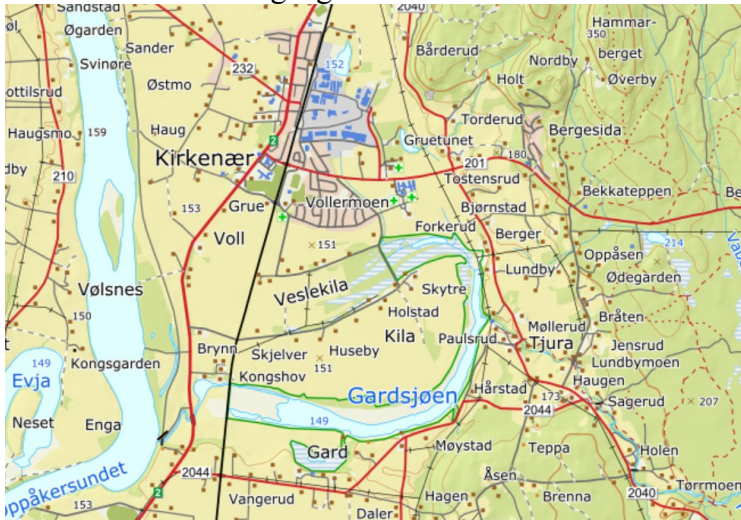 Sandstad
2040
Hammar-
350
berget
Øgarden
Sander
Bårderud
Nordby
Svinøre
232
152
Holt
Øverby
Østmo
ottilsrud
Torderud
Haugsmo
159
Haug
2
Gruetunet
Bergesida
Kirkenær
201
180
dby
210
Tostensrud
Bekkateppen
Be
153
Grue
Vollermoen
Bjørnstad
Forkerud
Voll
151
Berger
214
Oppåsen
Lundby
Ødegarden
Vølsnes
Veslekila
Skytre
Holstad
Bråten
150
Møllerud
Kila
Paulsrud
Tjura
Jensrud
Brynn
Skjelver
Huseby
Lundbymoen
149
Kongsgarden
Kongshov
151
Haugen
Evja
Gardsjøen
Hårstad
173
Sagerud
207
Neset
Enga
149
2044
Gard
Møystad
Teppa
Holen
oppåkersundet
2044
Åsen
Tørrmoen
2
153
Vangerud
Hagen
Brenna
2040
Daler